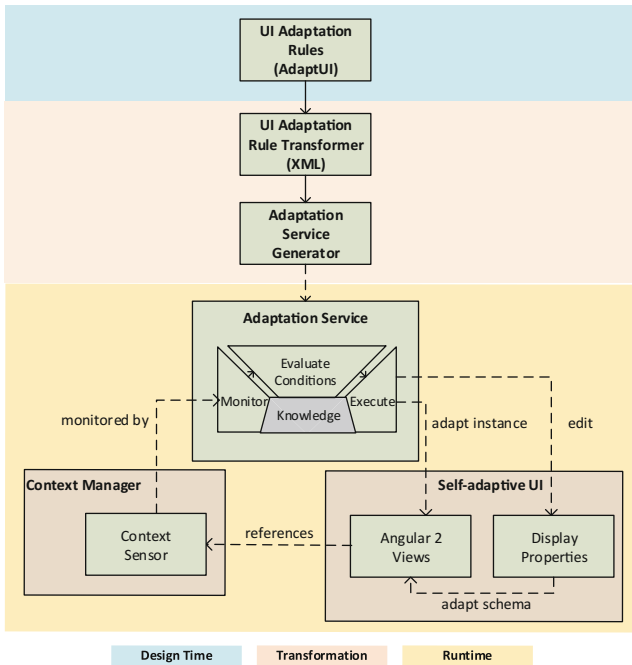 UI Adaptation
Rules
(AdaptUI)
UI Adaptation
Rule Transformer
(XML)
Adaptation
Service
Generator
Adaptation Service
Evaluate
Conditions
Monitor
Knowledge
Execute
monitored by
adapt instance
edit
Context Manager
Self-adaptive UI
Context
Sensor
references
Angular 2
Views
Display
Properties
adapt schema
Design Time
Transformation
Runtime